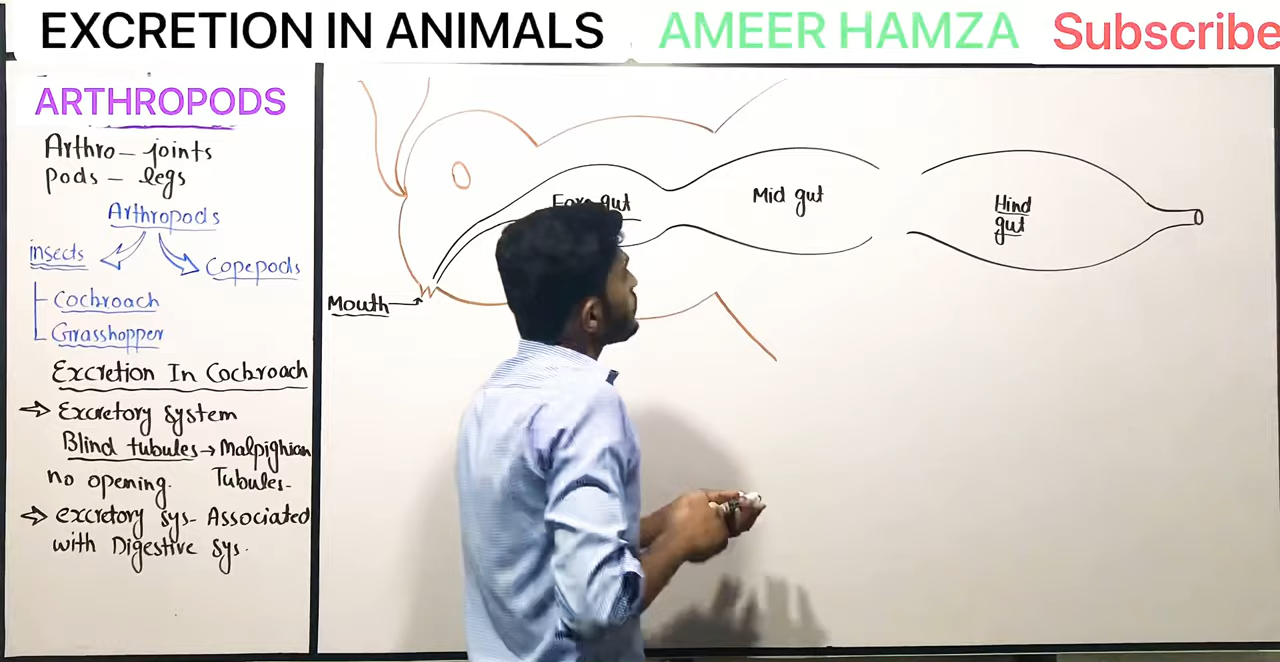 EXCRETION IN ANIMALS AMEER HAMZA Subscribe
ARTHROPODS
Arthro – joints
pods – legs
Arthropods
insects
Copepods
Cockroach
Grasshopper
Excretion In Cockroach
⇒ Excretory system
Blind tubules → Malpighian
no opening. Tubules-
⇒ excretory sys- Associated
with Digestive sys.
Mouth
Fore gut
Mid gut
Hind
gut